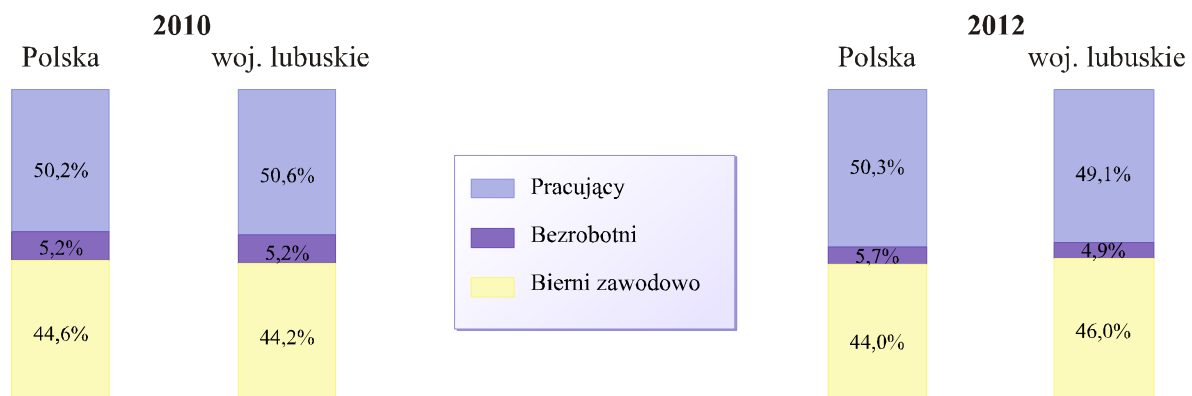 2010
Polska woj. lubuskie
50,2% 50,6%
5,2% 5,2%
44,6% 44,2%
Pracujący
Bezrobotni
Bierni zawodowo
2012
Polska woj. lubuskie
50,3% 49,1%
5,7% 4,9%
44,0% 46,0%